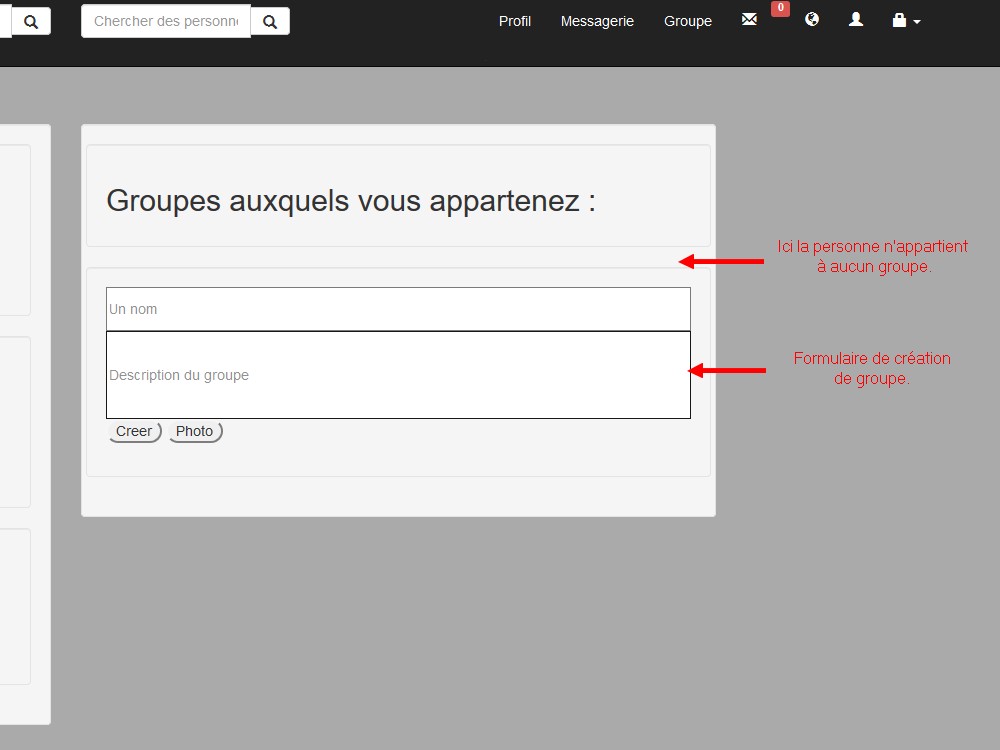 Chercher des personn
Profil
Messagerie
Groupe
0
Groupes auxquels vous appartenez :
Ici la personne n'appartient
à aucun groupe.
Un nom
Description du groupe
Formulaire de création
de groupe.
Creer
Photo